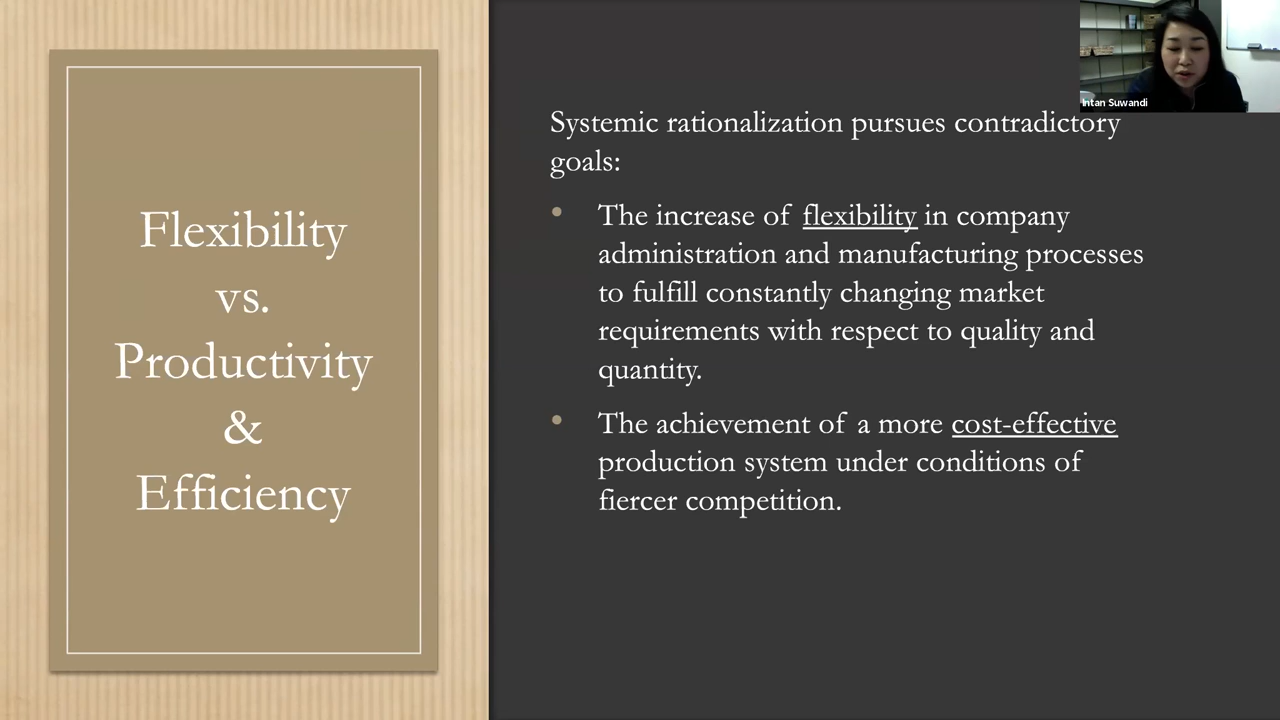 Flexibility
vs.
Productivity
&
Efficiency
Intan Suwandi
Systemic rationalization pursues contradictory
goals:
• The increase of flexibility in company
administration and manufacturing processes
to fulfill constantly changing market
requirements with respect to quality and
quantity.
• The achievement of a more cost-effective
production system under conditions of
fiercer competition.